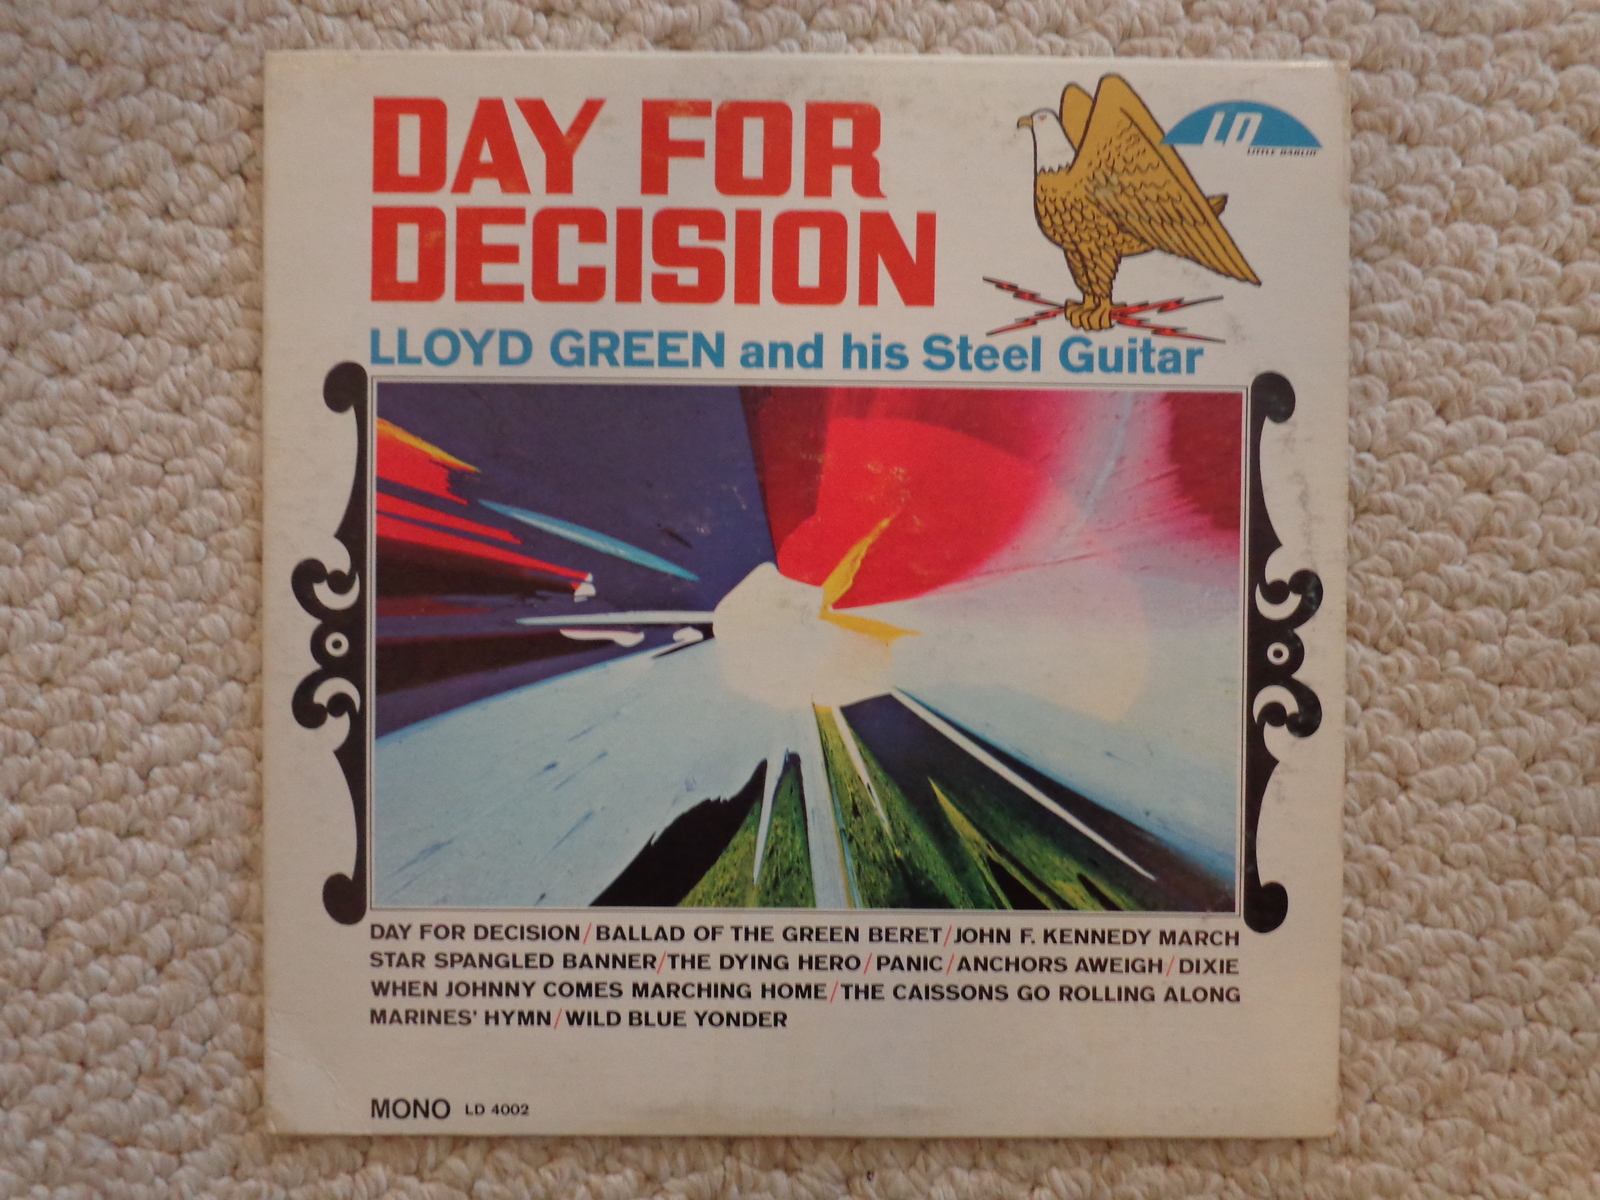 DAY FOR
DECISION
LD
LITTLE DARLIN'
LLOYD GREEN and his Steel Guitar
DAY FOR DECISION/BALLAD OF THE GREEN BERET/JOHN F. KENNEDY MARCH
STAR SPANGLED BANNER/THE DYING HERO/PANIC/ANCHORS AWEIGH/DIXIE
WHEN JOHNNY COMES MARCHING HOME/THE CAISSONS GO ROLLING ALONG
MARINES' HYMN/WILD BLUE YONDER
MONO LD 4002